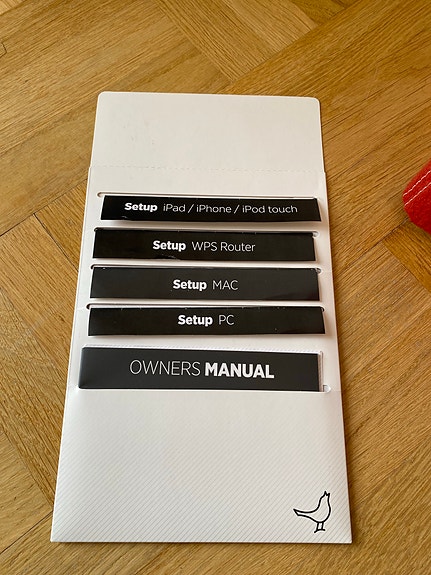 Setup iPad / iPhone / iPod touch
Setup WPS Router
Setup MAC
Setup PC
OWNERS MANUAL